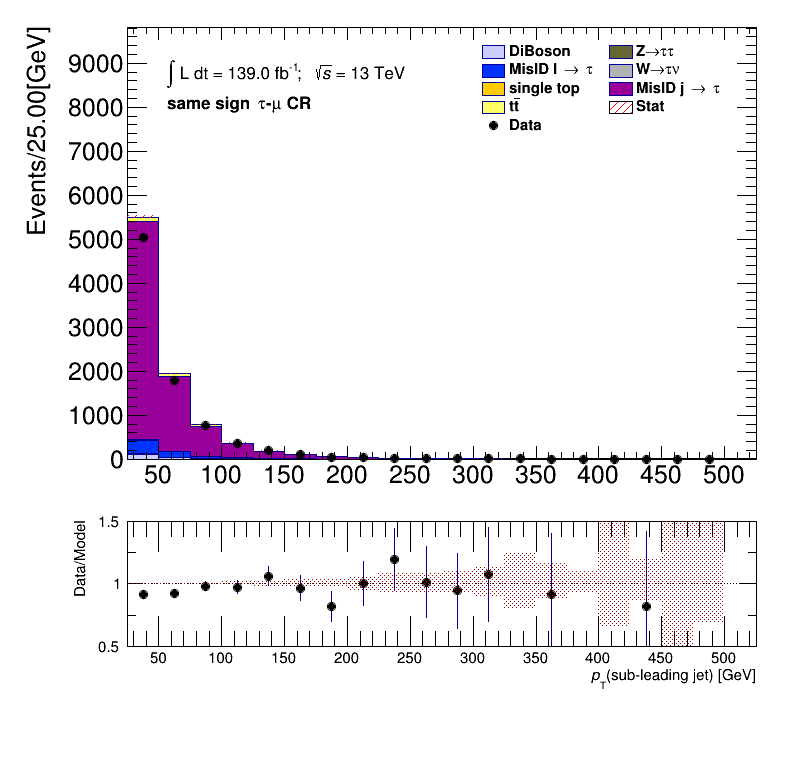 Events/25.00[GeV]
9000
8000
7000
6000
5000
4000
3000
2000
1000
0
∫ L dt = 139.0 fb⁻¹; √s = 13 TeV
same sign τ-μ CR
DiBoson
MisID l → τ
single top
tt̄
Data
Z→ττ
W→τν
MisID j → τ
Stat
50 100 150 200 250 300 350 400 450 500
Data/Model
1.5
1
0.5
50 100 150 200 250 300 350 400 450 500
p_T(sub-leading jet) [GeV]